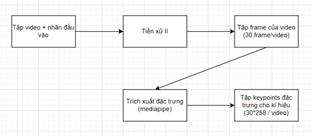 Tập video + nhãn đầu
vào
Tiền xử lí
Tập frame của video
(30 frame/video)
Trích xuất đặc trưng
(mediapipe)
Tập keypoints đặc
trưng cho kí hiệu
(30*258 / video)